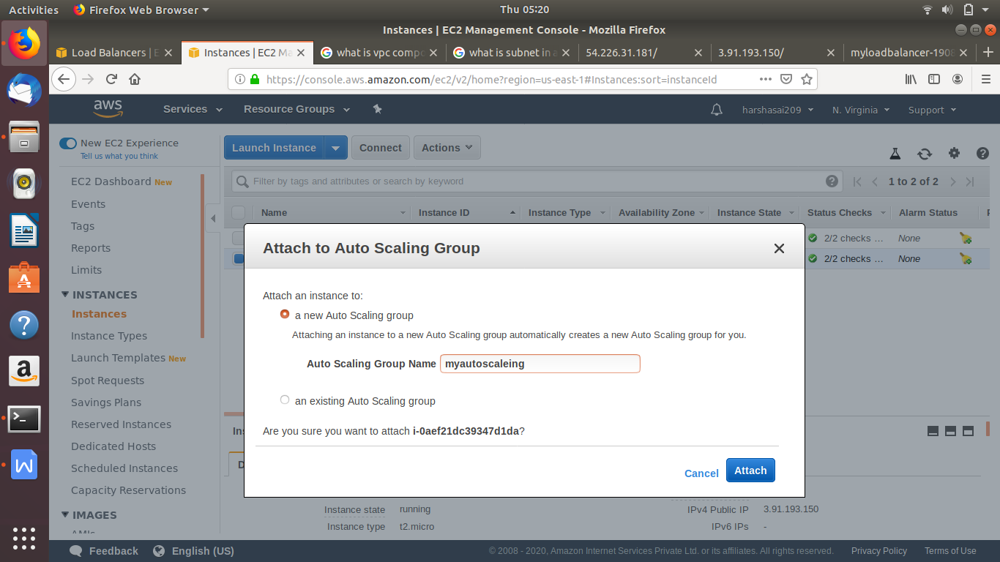 Activities Firefox Web Browser Thu 05:20
Instances | EC2 Management Console - Mozilla Firefox
Load Balancers | E Instances | EC2 Ma what is vpc compo what is subnet in a 54.226.31.181/ 3.91.193.150/ myloadbalancer-1908
https://console.aws.amazon.com/ec2/v2/home?region=us-east-1#Instances:sort=instanceId
aws Services Resource Groups harshasai209 N. Virginia Support
New EC2 Experience
Tell us what you think
Launch Instance Connect Actions
EC2 Dashboard New
Filter by tags and attributes or search by keyword 1 to 2 of 2
Events
Name Instance ID Instance Type Availability Zone Instance State Status Checks Alarm Status
Tags
2/2 checks ... None
Reports
2/2 checks ... None
Limits
INSTANCES
Instances
Instance Types
Launch Templates New
Spot Requests
Savings Plans
Reserved Instances
Dedicated Hosts
Scheduled Instances
Capacity Reservations
IMAGES
AMIs
Attach to Auto Scaling Group
Attach an instance to:
a new Auto Scaling group
Attaching an instance to a new Auto Scaling group automatically creates a new Auto Scaling group for you.
Auto Scaling Group Name myautoscaleing
an existing Auto Scaling group
Are you sure you want to attach i-0aef21dc39347d1da?
Cancel Attach
Instance state running IPv4 Public IP 3.91.193.150
Instance type t2.micro IPv6 IPs -
Feedback English (US) © 2008 - 2020, Amazon Internet Services Private Ltd. or its affiliates. All rights reserved. Privacy Policy Terms of Use